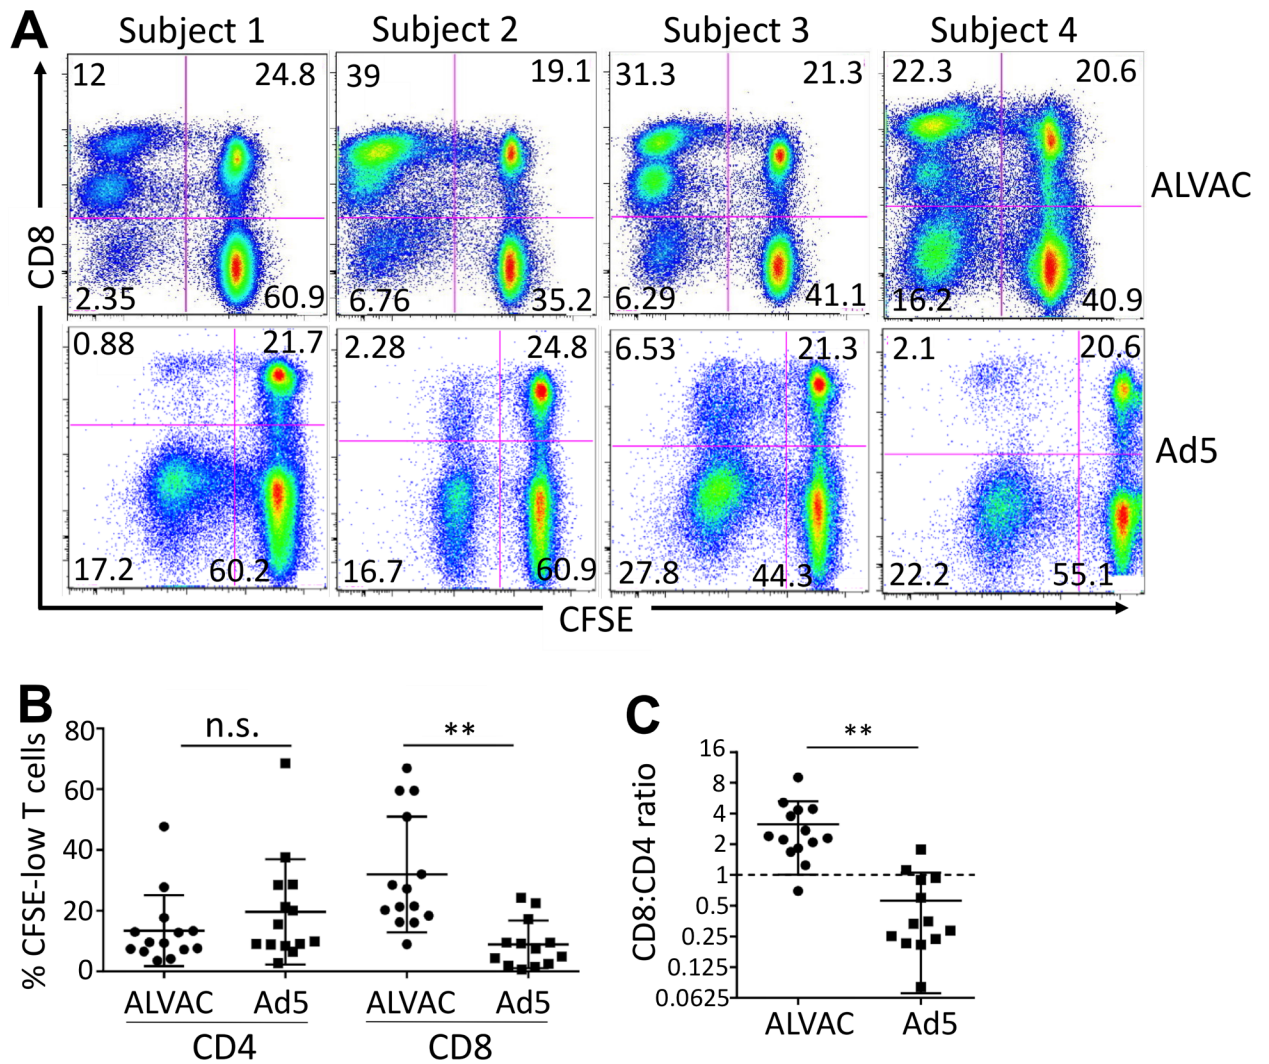 A
Subject 1 Subject 2 Subject 3 Subject 4
12 24.8 39 19.1 31.3 21.3 22.3 20.6
ALVAC
CD8
2.35 60.9 6.76 35.2 6.29 41.1 16.2 40.9
0.88 21.7 2.28 24.8 6.53 21.3 2.1 20.6
Ad5
17.2 60.2 16.7 60.9 27.8 44.3 22.2 55.1
CFSE
B
% CFSE-low T cells
80
60
40
20
0
n.s. **
ALVAC Ad5 ALVAC Ad5
CD4 CD8
C
CD8:CD4 ratio
**
16
8
4
2
1
0.5
0.25
0.125
0.0625
ALVAC Ad5